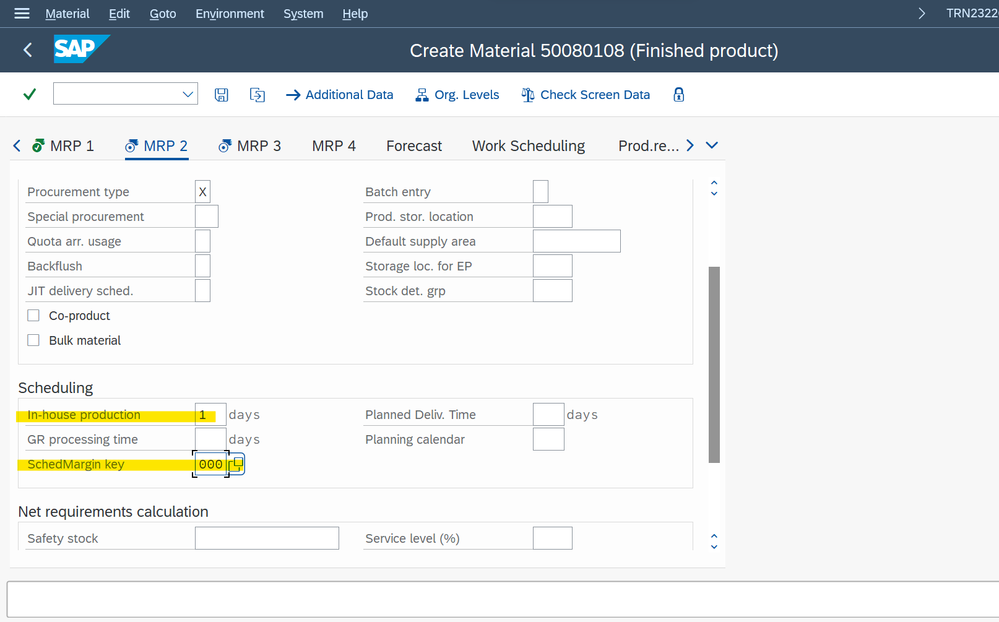 Material Edit Goto Environment System Help TRN2322
SAP
Create Material 50080108 (Finished product)
Additional Data Org. Levels Check Screen Data
MRP 1 MRP 2 MRP 3 MRP 4 Forecast Work Scheduling Prod.re...
Procurement type X Batch entry
Special procurement Prod. stor. location
Quota arr. usage Default supply area
Backflush Storage loc. for EP
JIT delivery sched. Stock det. grp
Co-product
Bulk material
Scheduling
In-house production 1 days Planned Deliv. Time days
GR processing time days Planning calendar
SchedMargin key 000
Net requirements calculation
Safety stock Service level (%)